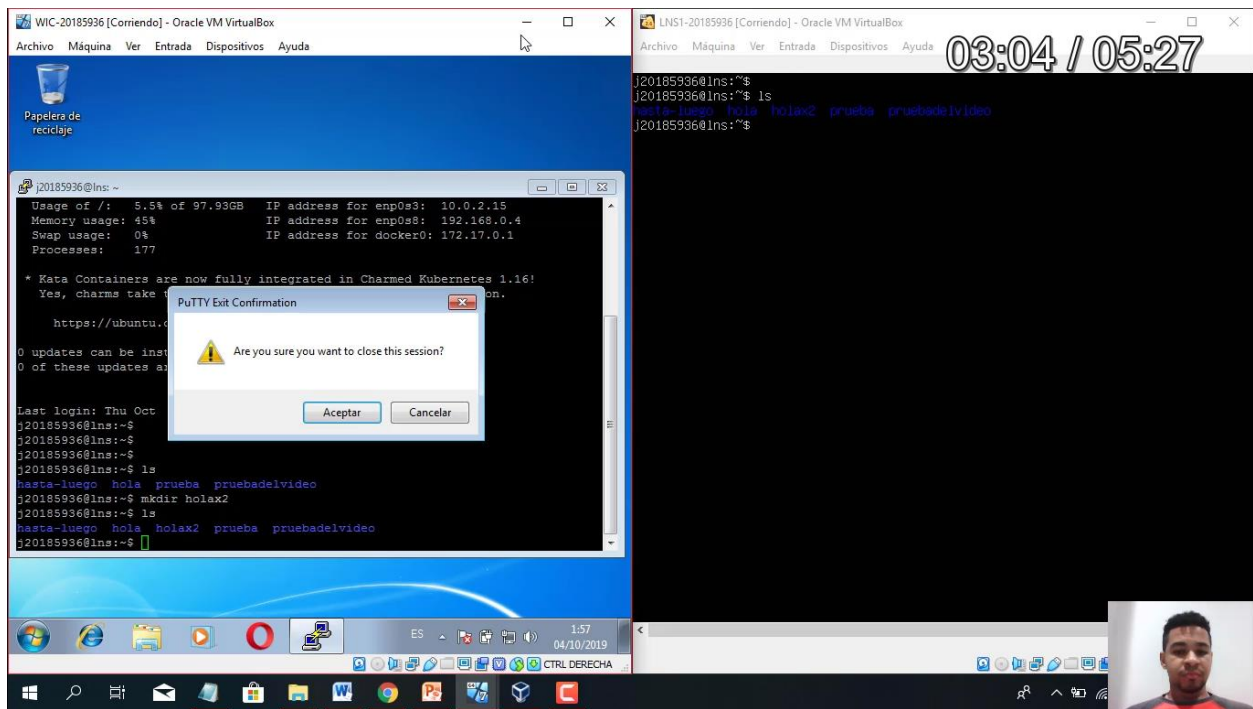 WIC-20185936 [Corriendo] - Oracle VM VirtualBox
Archivo Máquina Ver Entrada Dispositivos Ayuda
Papelera de
reciclaje
j20185936@lns: ~
Usage of /: 5.5% of 97.93GB IP address for enp0s3: 10.0.2.15
Memory usage: 45% IP address for enp0s8: 192.168.0.4
Swap usage: 0% IP address for docker0: 172.17.0.1
Processes: 177
* Kata Containers are now fully integrated in Charmed Kubernetes 1.16!
Yes, charms take on.
https://ubuntu.c
0 updates can be inst
0 of these updates a
Last login: Thu Oct
j20185936@lns:~$
j20185936@lns:~$
j20185936@lns:~$
j20185936@lns:~$ ls
hasta-luego hola prueba pruebadelvideo
j20185936@lns:~$ mkdir holax2
j20185936@lns:~$ ls
hasta-luego hola holax2 prueba pruebadelvideo
j20185936@lns:~$
PuTTY Exit Confirmation
Are you sure you want to close this session?
Aceptar Cancelar
ES 1:57
04/10/2019
CTRL DERECHA
LNS1-20185936 [Corriendo] - Oracle VM VirtualBox
Archivo Máquina Ver Entrada Dispositivos Ayuda
03:04 / 05:27
j20185936@lns:~$
j20185936@lns:~$ ls
hasta-luego hola holax2 prueba pruebadelvideo
j20185936@lns:~$